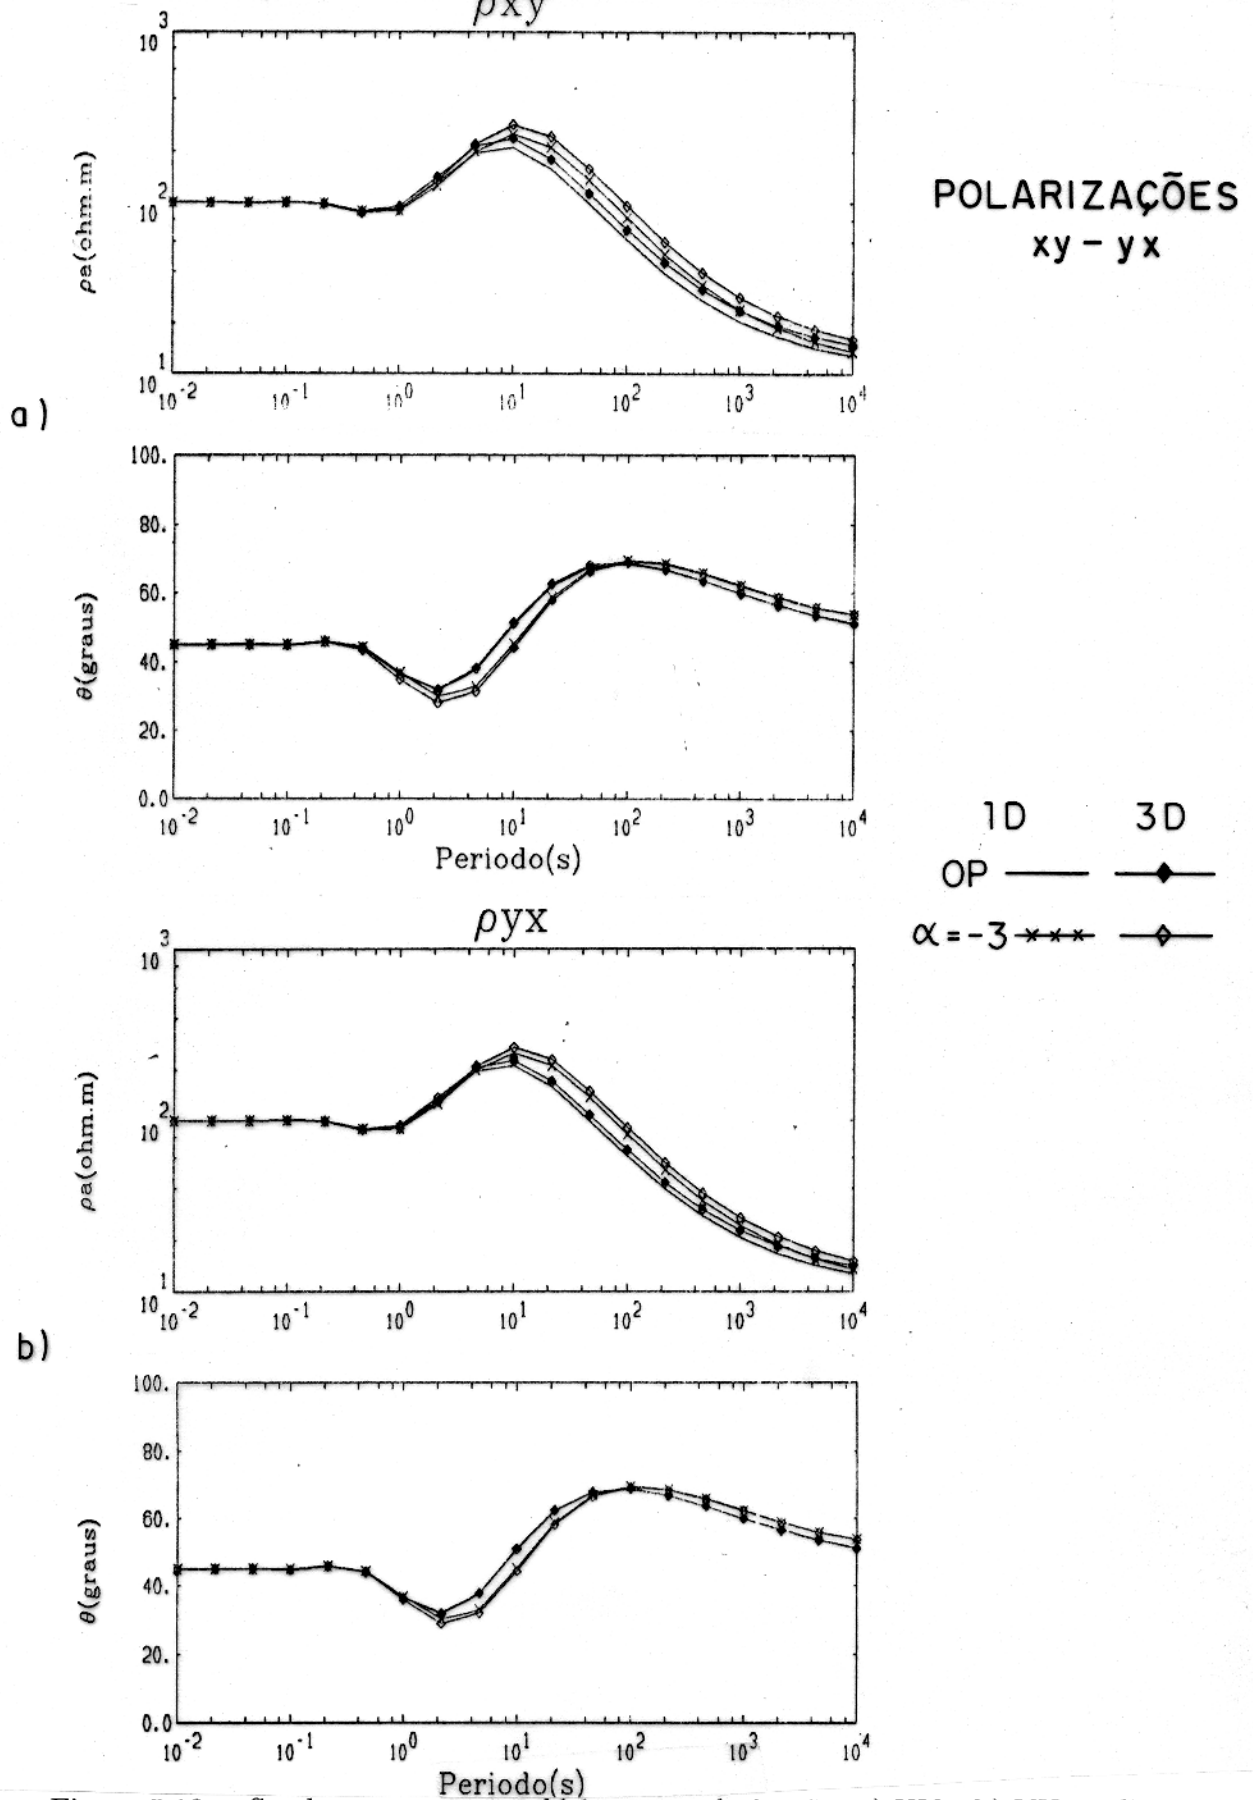 ρxy
10³
10²
10¹
ρa(ohm.m)
10⁻² 10⁻¹ 10⁰ 10¹ 10² 10³ 10⁴
a)
POLARIZAÇÕES
xy – yx
100.
80.
60.
40.
20.
0.0
θ(graus)
10⁻² 10⁻¹ 10⁰ 10¹ 10² 10³ 10⁴
Periodo(s)
1D 3D
OP
α = -3
ρyx
10³
10²
10¹
ρa(ohm.m)
10⁻² 10⁻¹ 10⁰ 10¹ 10² 10³ 10⁴
b)
100.
80.
60.
40.
20.
0.0
θ(graus)
10⁻² 10⁻¹ 10⁰ 10¹ 10² 10³ 10⁴
Periodo(s)